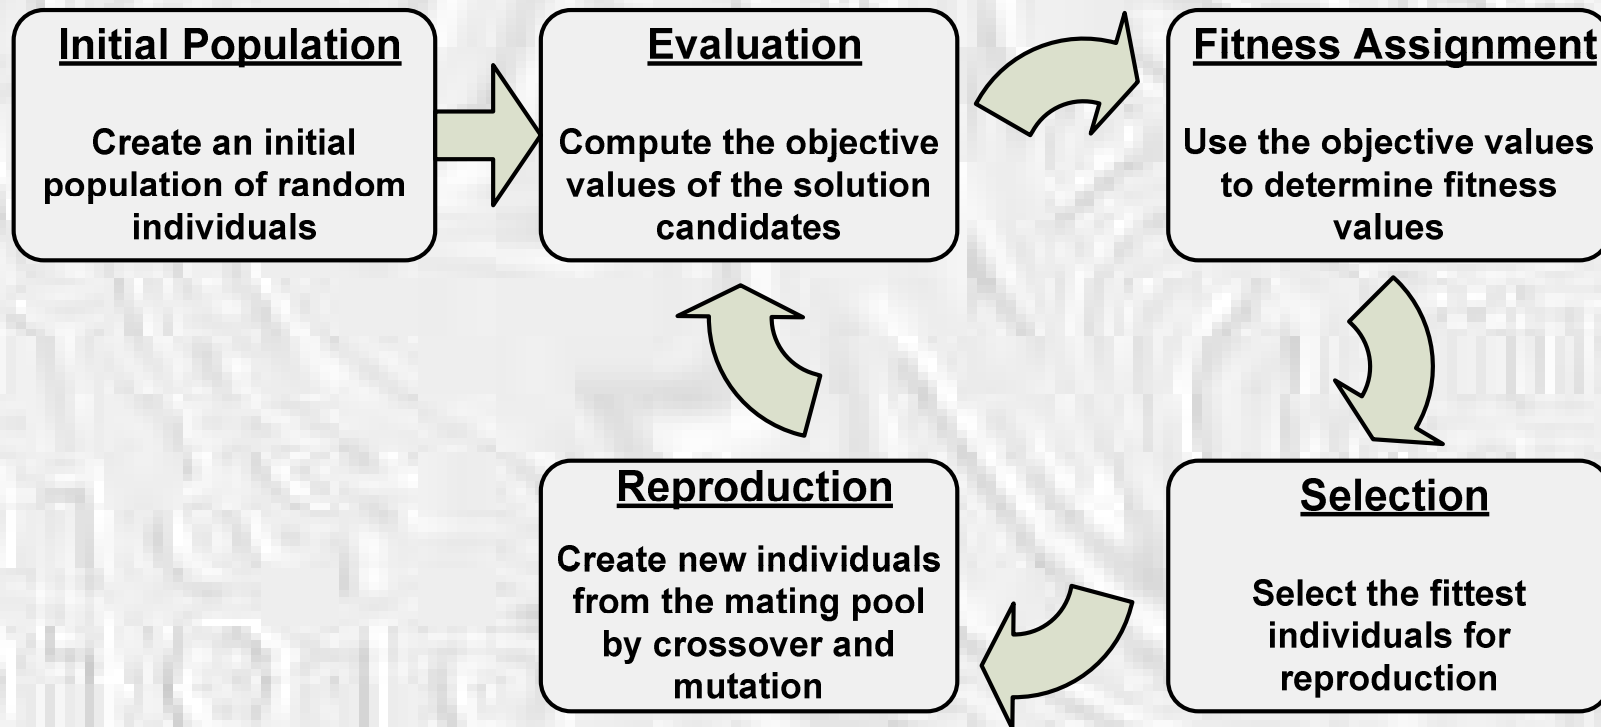 Initial Population
Create an initial
population of random
individuals
Evaluation
Compute the objective
values of the solution
candidates
Fitness Assignment
Use the objective values
to determine fitness
values
Reproduction
Create new individuals
from the mating pool
by crossover and
mutation
Selection
Select the fittest
individuals for
reproduction